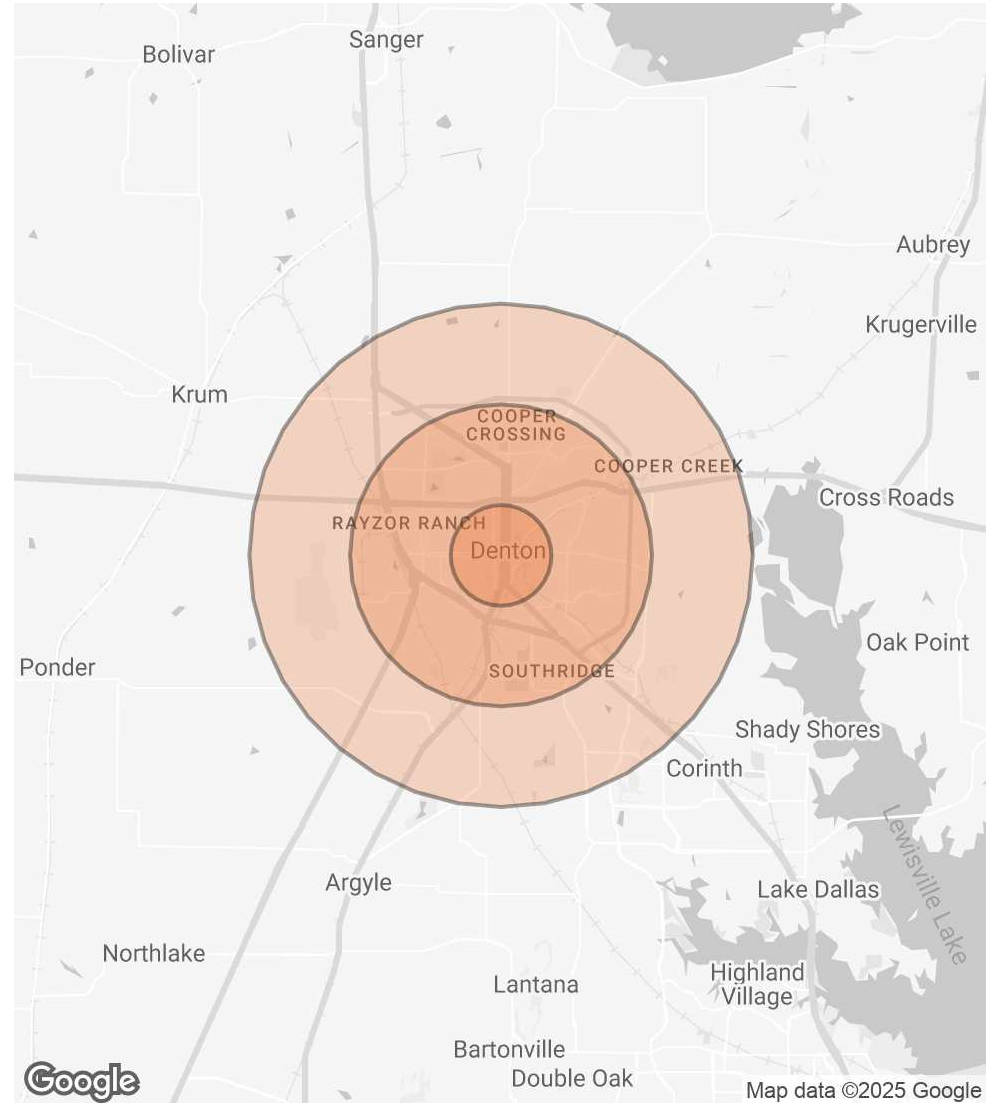 Sanger
Bolivar
Aubrey
Krugerville
Krum
COOPER
CROSSING
COOPER CREEK
Cross Roads
RAYZOR RANCH
Denton
Oak Point
Ponder
SOUTHRIDGE
Shady Shores
Corinth
Lewisville Lake
Argyle
Lake Dallas
Northlake
Highland
Village
Lantana
Bartonville
Double Oak
Google
Map data ©2025 Google